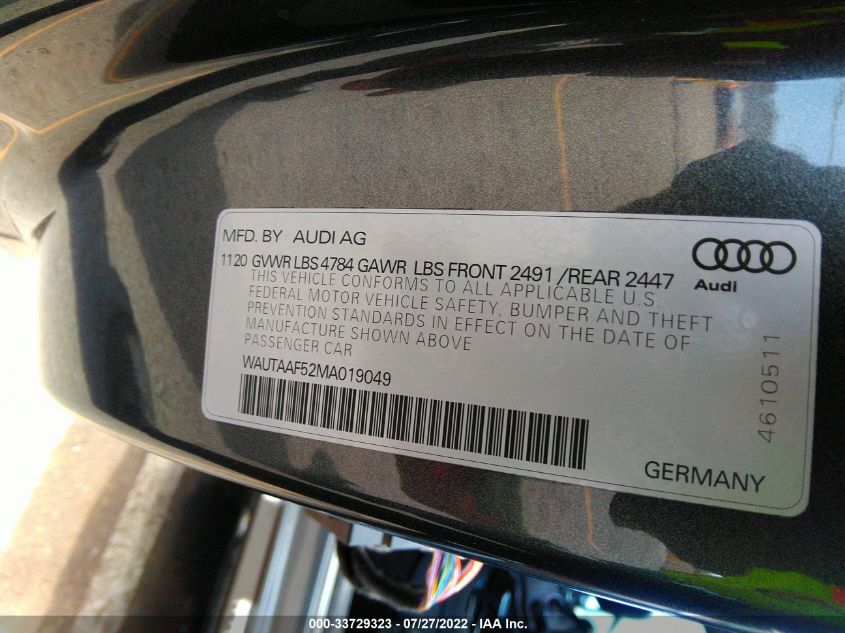 MFD. BY AUDI AG
1120 GVWR LBS 4784 GAWR LBS FRONT 2491 /REAR 2447
THIS VEHICLE CONFORMS TO ALL APPLICABLE U.S.
FEDERAL MOTOR VEHICLE SAFETY, BUMPER AND THEFT
PREVENTION STANDARDS IN EFFECT ON THE DATE OF
MANUFACTURE SHOWN ABOVE
PASSENGER CAR
WAUTAAF52MA019049
Audi
4610511
GERMANY
000-33729323 / 07/27/2022 - © IAA Inc.